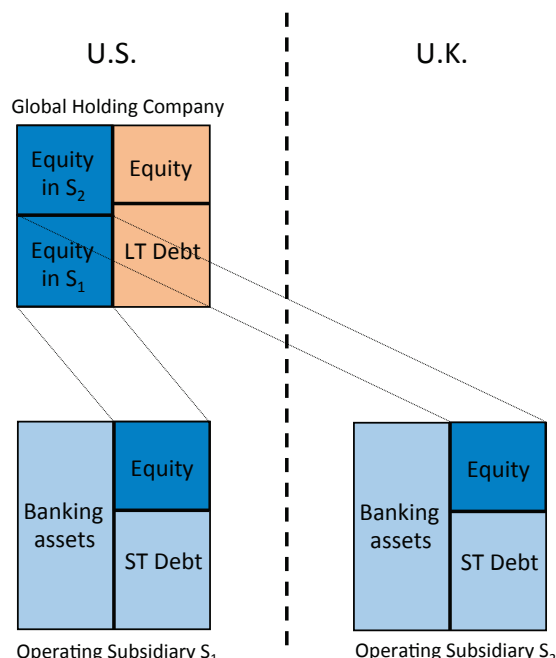 U.S.
U.K.
Global Holding Company
Equity
in S₂
Equity
Equity
in S₁
LT Debt
Banking
assets
Equity
ST Debt
Banking
assets
Equity
ST Debt
Operating Subsidiary S₁
Operating Subsidiary S₂